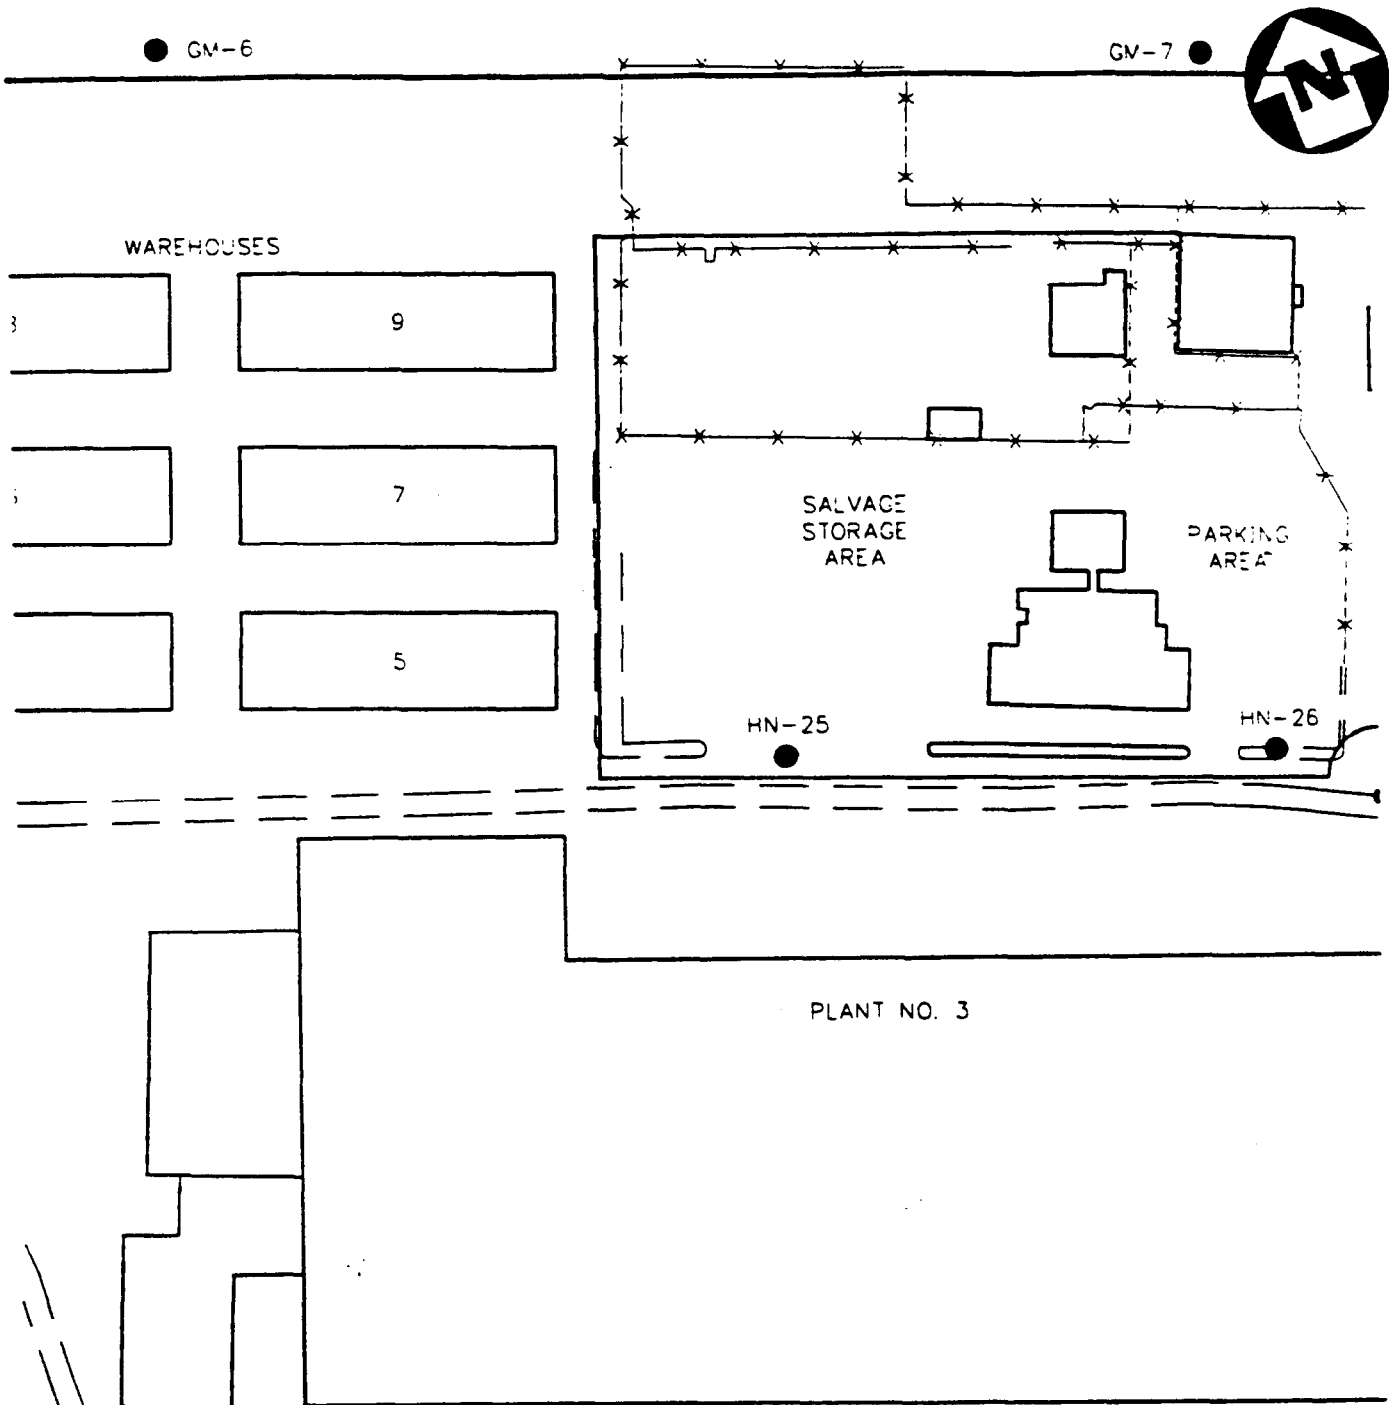 GM-6
GM-7
N
WAREHOUSES
9
7
SALVAGE
STORAGE
AREA
PARKING
AREA
5
HN-25
HN-26
PLANT NO. 3